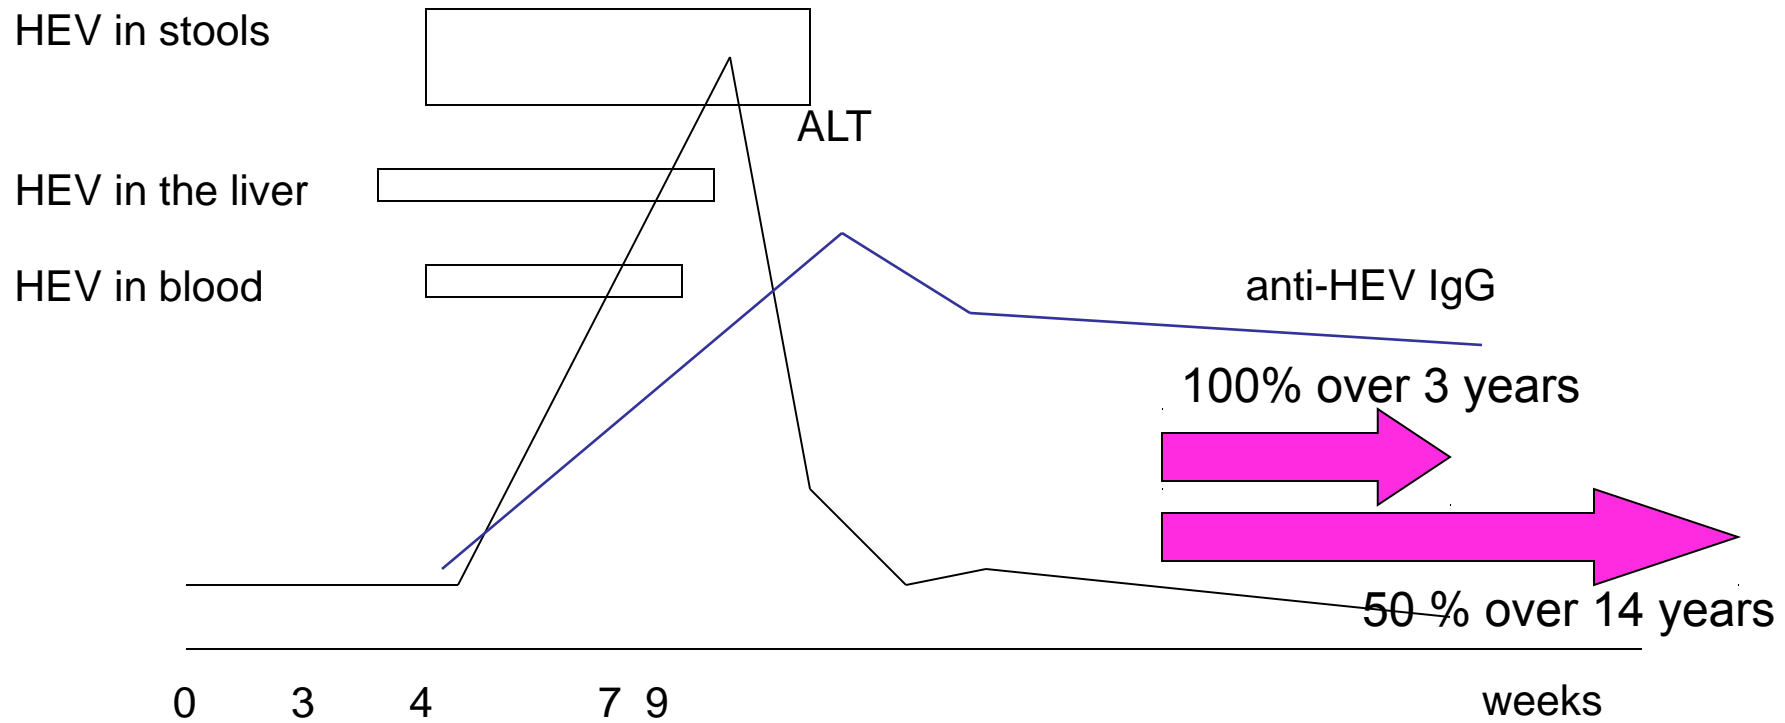 HEV in stools
ALT
HEV in the liver
HEV in blood
anti-HEV IgG
100% over 3 years
50 % over 14 years
0 3 4 7 9 weeks